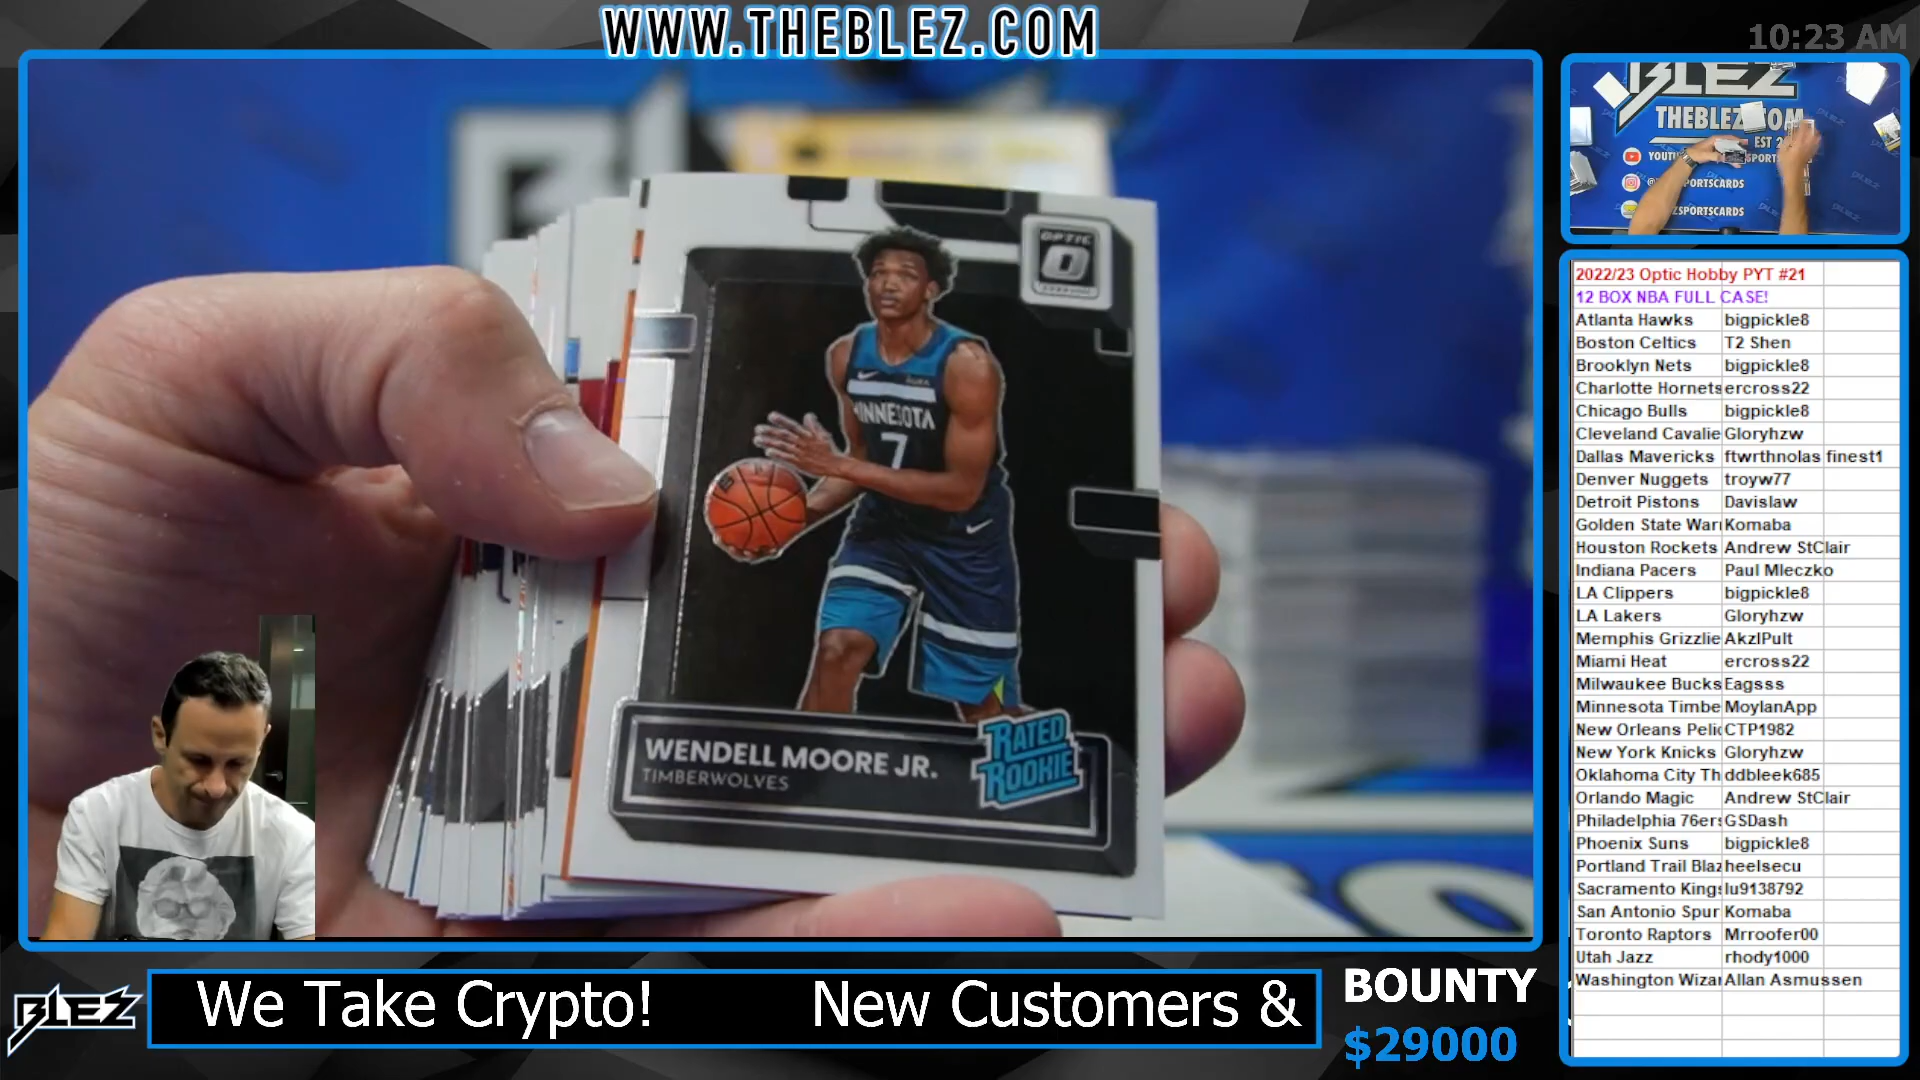 WWW.THEBLEZ.COM
10:23 AM
BLEZ
THEBLEZ.COM
SPORTSCARDS
OPTIC
MINNESOTA
7
WENDELL MOORE JR.
TIMBERWOLVES
RATED
ROOKIE
2022/23 Optic Hobby PYT #21
12 BOX NBA FULL CASE!
Atlanta Hawks bigpickle8
Boston Celtics T2 Shen
Brooklyn Nets bigpickle8
Charlotte Hornets ercross22
Chicago Bulls bigpickle8
Cleveland Cavalie Gloryhzw
Dallas Mavericks ftwrthnolas finest1
Denver Nuggets troyw77
Detroit Pistons Davislaw
Golden State Warr Komaba
Houston Rockets Andrew StClair
Indiana Pacers Paul Mleczko
LA Clippers bigpickle8
LA Lakers Gloryhzw
Memphis Grizzlie AkzlPult
Miami Heat ercross22
Milwaukee Bucks Eagsss
Minnesota Timbe MoylanApp
New Orleans Pelic CTP1982
New York Knicks Gloryhzw
Oklahoma City Th ddbleek685
Orlando Magic Andrew StClair
Philadelphia 76ers GSDash
Phoenix Suns bigpickle8
Portland Trail Blaz heelsecu
Sacramento Kings lu9138792
San Antonio Spur Komaba
Toronto Raptors Mrroofer00
Utah Jazz rhody1000
Washington Wizar Allan Asmussen
BLEZ
We Take Crypto! New Customers &
BOUNTY
$29000